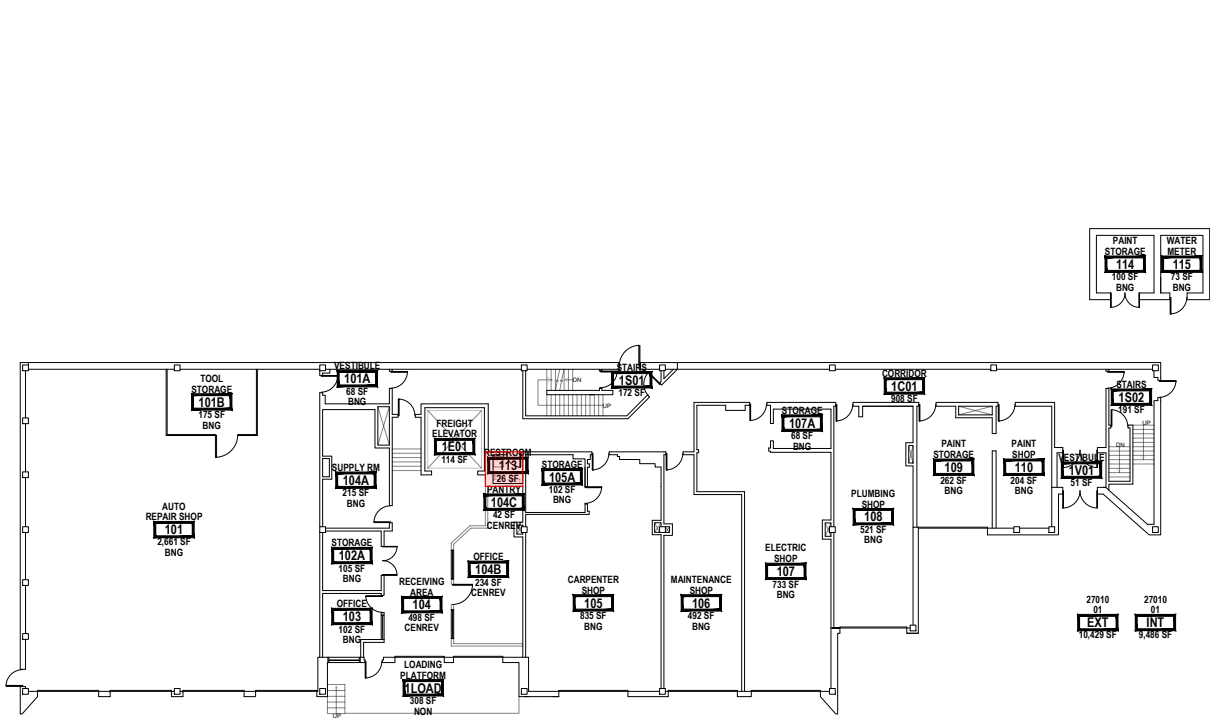 PAINT
STORAGE
114
100 SF
BNG
WATER
METER
115
73 SF
BNG
TOOL
STORAGE
101B
175 SF
BNG
VESTIBULE
101A
68 SF
BNG
STAIRS
1S01
172 SF
DN
UP
CORRIDOR
1C01
908 SF
STAIRS
1S02
191 SF
UP
DN
FREIGHT
ELEVATOR
1E01
114 SF
STORAGE
107A
68 SF
BNG
RESTROOM
113
26 SF
SUPPLY RM
104A
215 SF
BNG
STORAGE
105A
102 SF
BNG
PAINT
STORAGE
109
262 SF
BNG
PAINT
SHOP
110
204 SF
BNG
VESTIBULE
1V01
51 SF
PANTRY
104C
42 SF
CENREV
AUTO
REPAIR SHOP
101
2,661 SF
BNG
PLUMBING
SHOP
108
521 SF
BNG
STORAGE
102A
105 SF
BNG
OFFICE
104B
234 SF
CENREV
ELECTRIC
SHOP
107
733 SF
BNG
RECEIVING
AREA
104
498 SF
CENREV
CARPENTER
SHOP
105
835 SF
BNG
MAINTENANCE
SHOP
106
492 SF
BNG
OFFICE
103
102 SF
BNG
27010
01
EXT
10,429 SF
27010
01
INT
9,486 SF
LOADING
PLATFORM
1LOAD
308 SF
NON
UP